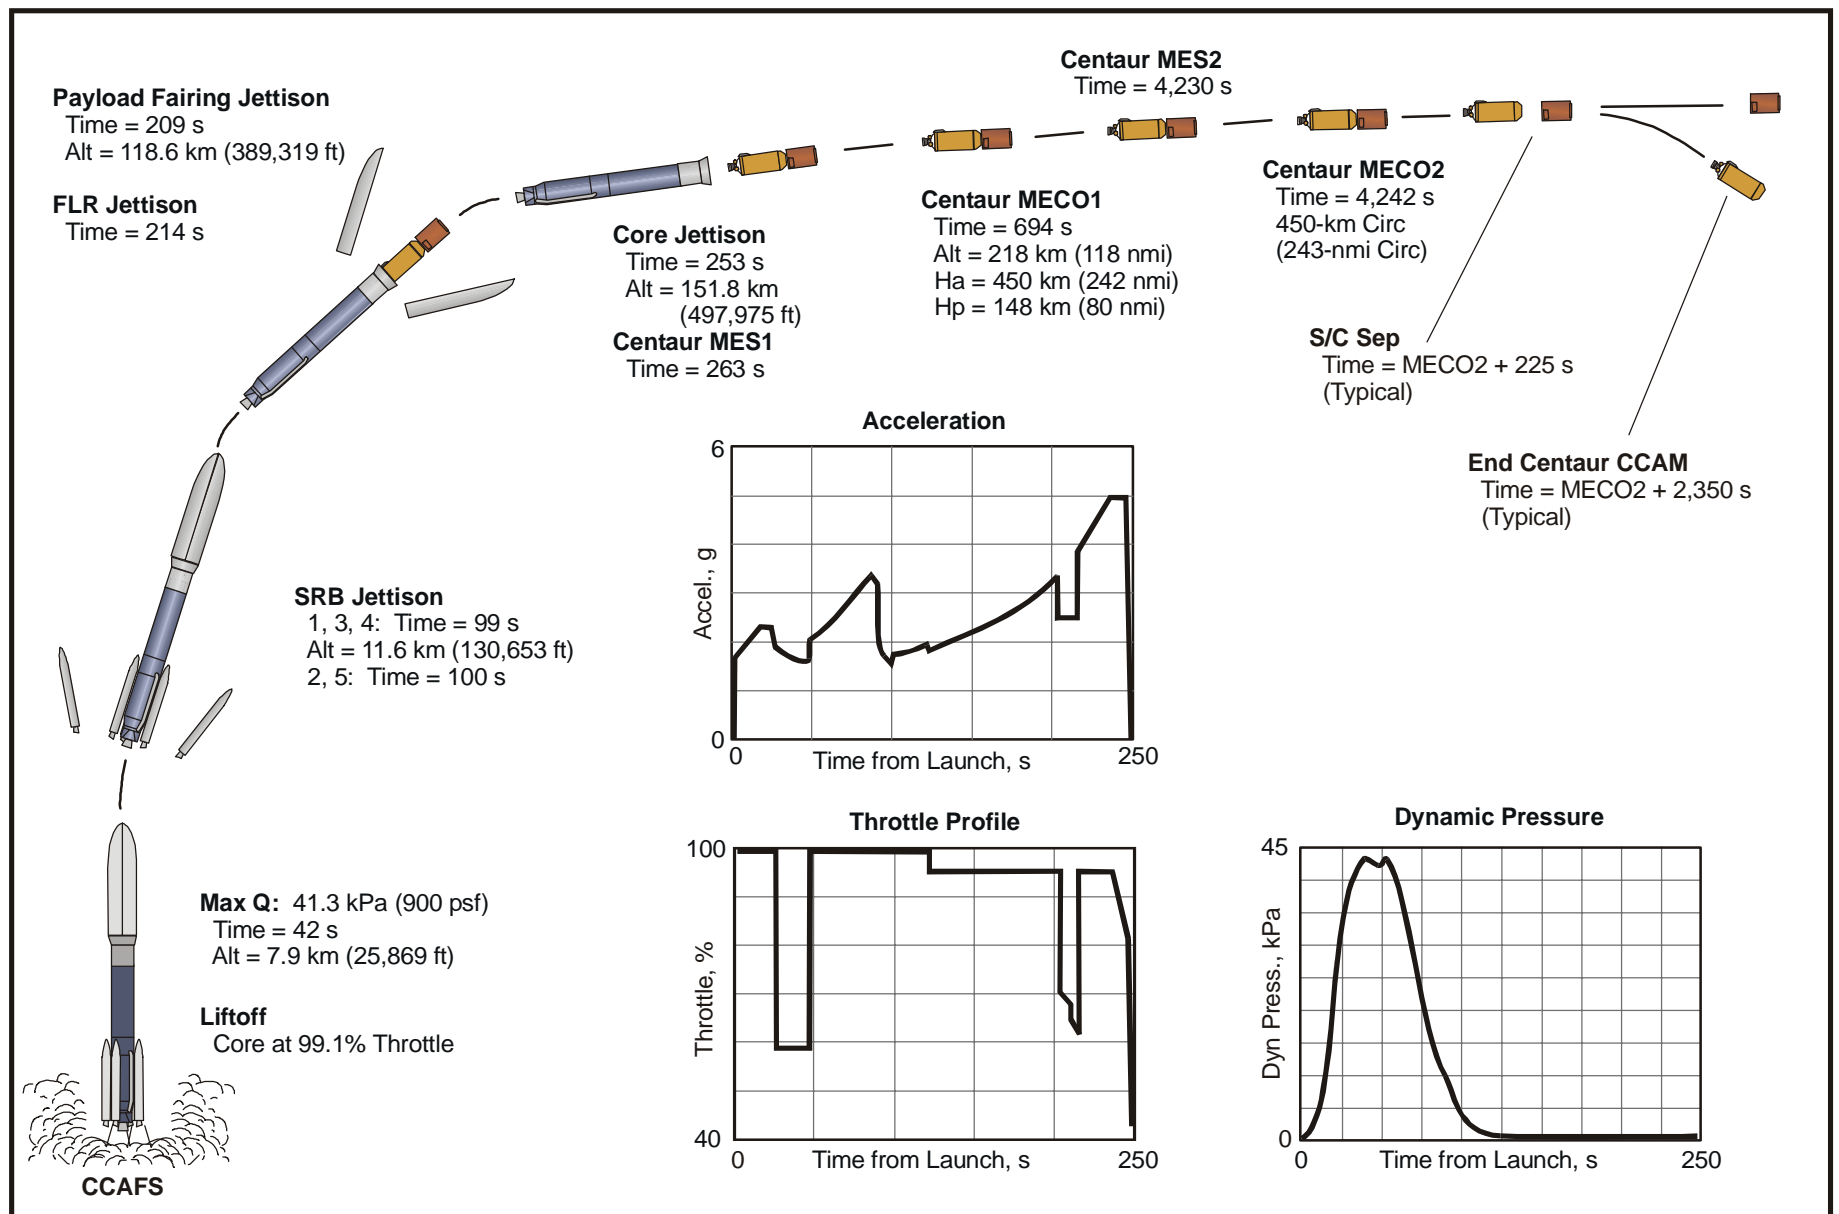 Payload Fairing Jettison
Time = 209 s
Alt = 118.6 km (389,319 ft)
FLR Jettison
Time = 214 s
Core Jettison
Time = 253 s
Alt = 151.8 km
(497,975 ft)
Centaur MES1
Time = 263 s
Centaur MECO1
Time = 694 s
Alt = 218 km (118 nmi)
Ha = 450 km (242 nmi)
Hp = 148 km (80 nmi)
Centaur MES2
Time = 4,230 s
Centaur MECO2
Time = 4,242 s
450-km Circ
(243-nmi Circ)
S/C Sep
Time = MECO2 + 225 s
(Typical)
End Centaur CCAM
Time = MECO2 + 2,350 s
(Typical)
SRB Jettison
1, 3, 4: Time = 99 s
Alt = 11.6 km (130,653 ft)
2, 5: Time = 100 s
Max Q: 41.3 kPa (900 psf)
Time = 42 s
Alt = 7.9 km (25,869 ft)
Liftoff
Core at 99.1% Throttle
CCAFS
Acceleration
6
Accel., g
0
0
250
Time from Launch, s
Throttle Profile
100
Throttle, %
40
0
250
Time from Launch, s
Dynamic Pressure
45
Dyn Press., kPa
0
0
250
Time from Launch, s